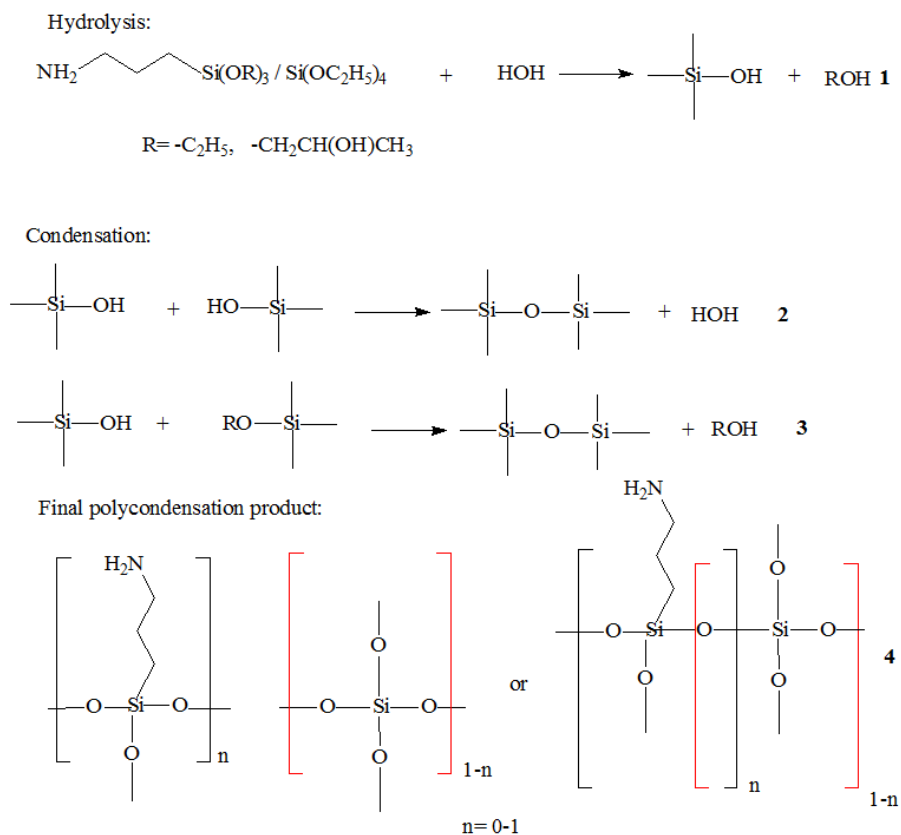 Hydrolysis:
NH₂ Si(OR)₃ / Si(OC₂H₅)₄ + HOH Si—OH + ROH 1
R= -C₂H₅, -CH₂CH(OH)CH₃
Condensation:
Si—OH + HO—Si Si—O—Si + HOH 2
Si—OH + RO—Si Si—O—Si + ROH 3
Final polycondensation product:
H₂N
H₂N
O
O
O—Si—O
O—Si—O
O—Si—O—Si—O
4
or
O
O
O
O
n
1-n
n
1-n
n= 0-1